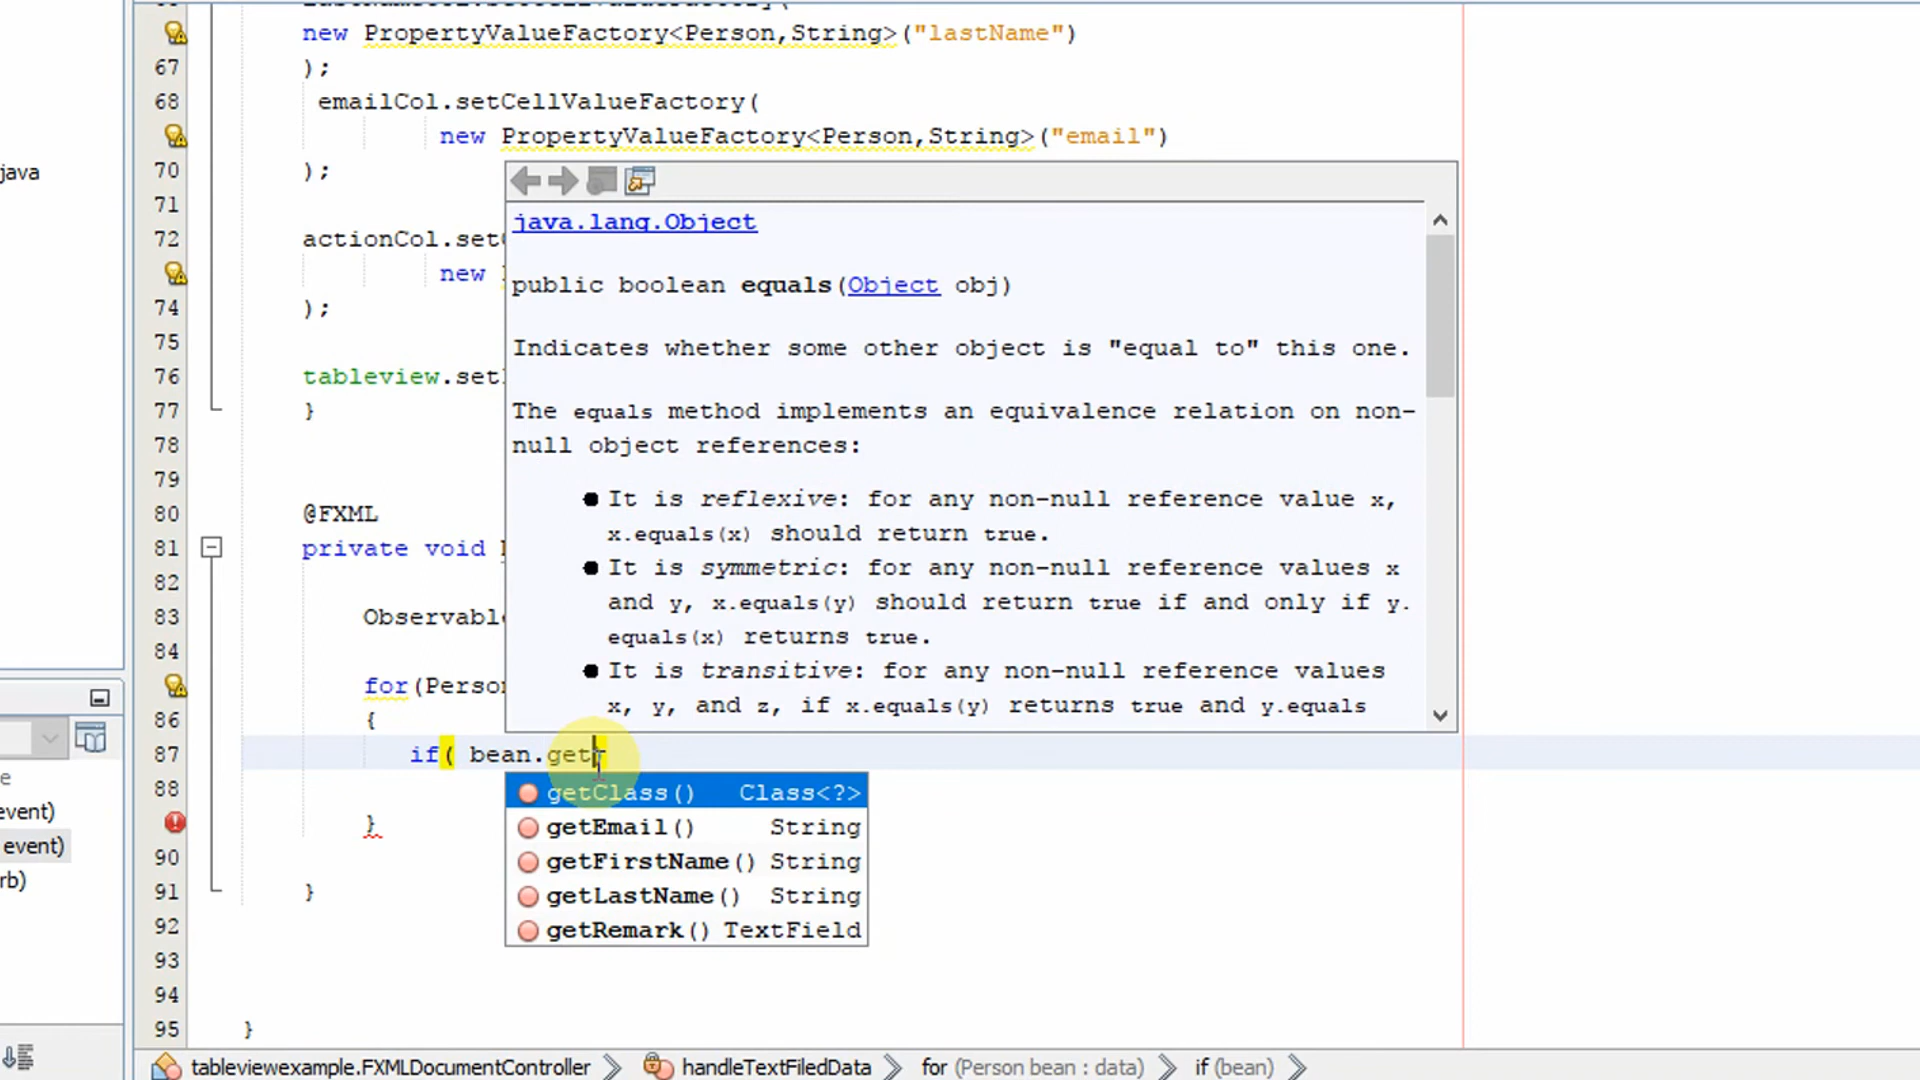 new PropertyValueFactory<Person,String>("lastName")
67 );
68 emailCol.setCellValueFactory(
new PropertyValueFactory<Person,String>("email")
70 );
71
72 actionCol.set
new
74 );
75
76 tableview.set
77 }
78
79
80 @FXML
81 private void
82
83 Observabl
84
for(Person
86 {
87 if( bean.get
88
}
90
91 }
92
93
94
95 }
java
java.lang.Object
public boolean equals(Object obj)
Indicates whether some other object is "equal to" this one.
The equals method implements an equivalence relation on non-
null object references:
● It is reflexive: for any non-null reference value x,
x.equals(x) should return true.
● It is symmetric: for any non-null reference values x
and y, x.equals(y) should return true if and only if y.
equals(x) returns true.
● It is transitive: for any non-null reference values
x, y, and z, if x.equals(y) returns true and y.equals
getClass() Class<?>
getEmail() String
getFirstName() String
getLastName() String
getRemark() TextField
e
event)
event)
rb)
tableviewexample.FXMLDocumentController handleTextFiledData for (Person bean : data) if (bean)